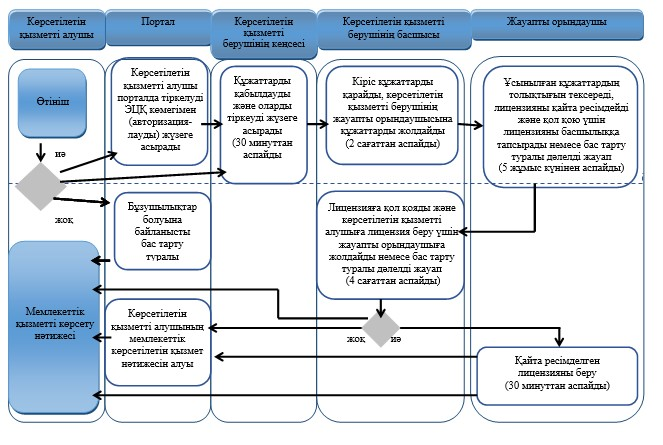 Көрсетілетін
қызметті алушы
Портал
Көрсетілетін
қызметті
берушінің кеңсесі
Көрсетілетін қызметті
берушінің басшысы
Жауапты орындаушы
Өтініш
иә
жоқ
Көрсетілетін
қызметті алушы
порталда тіркелуді
ЭЦҚ көмегімен
(авторизация-
лауды) жүзеге
асырады
Құжаттарды
қабылдауды
және оларды
тіркеуді жүзеге
асырады
(30 минуттан
аспайды)
Кіріс құжаттарды
қарайды, көрсетілетін
қызметті берушінің
жауапты орындаушысына
құжаттарды жолдайды
(2 сағаттан аспайды)
Ұсынылған құжаттардың
толықтығын тексереді,
лицензияны қайта ресімдейді
және қол қою үшін
лицензияны басшылыққа
тапсырады немесе бас тарту
туралы дәлелді жауап
(5 жұмыс күнінен аспайды)
Бұзушылықтар
болуына
байланысты
бас тарту
туралы
Лицензияға қол қояды және
көрсетілетін қызметті
алушыға лицензия беру үшін
жауапты орындаушыға
жолдайды немесе бас тарту
туралы дәлелді жауап
(4 сағаттан аспайды)
Мемлекеттік
қызметті көрсету
нәтижесі
Көрсетілетін
қызметті алушының
мемлекеттік
көрсетілетін қызмет
нәтижесін алуы
жоқ
иә
Қайта ресімделген
лицензияны беру
(30 минуттан аспайды)